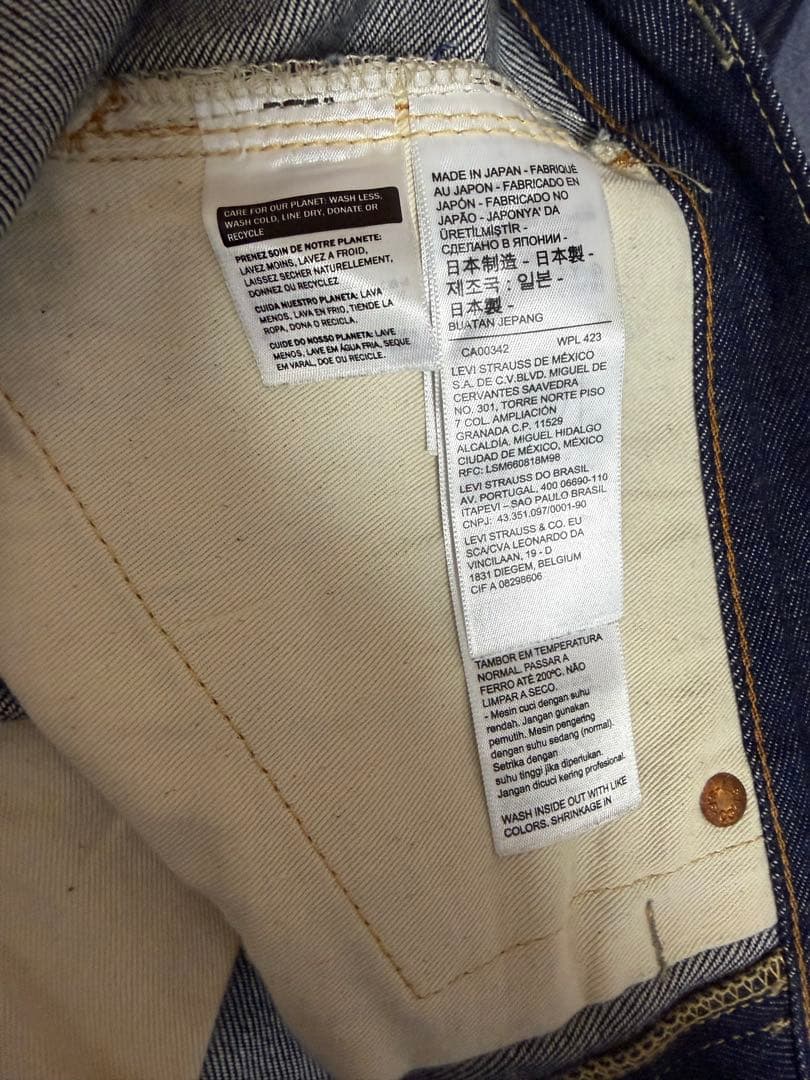 CARE FOR OUR PLANET: WASH LESS,
WASH COLD, LINE DRY, DONATE OR
RECYCLE
PRENEZ SOIN DE NOTRE PLANETE:
LAVEZ MOINS, LAVEZ A FROID,
LAISSEZ SECHER NATURELLEMENT,
DONNEZ OU RECYCLEZ
CUIDA NUESTRO PLANETA: LAVA
MENOS, LAVA EN FRIO, TIENDE LA
ROPA, DONA O RECICLA.
CUIDE DO NOSSO PLANETA: LAVE
MENOS, LAVE EM ÁGUA FRIA, SEQUE
EM VARAL, DOE OU RECICLE.
MADE IN JAPAN - FABRIQUÉ
AU JAPON - FABRICADO EN
JAPÓN - FABRICADO NO
JAPÃO - JAPONYA' DA
ÜRETİLMİŞTİR -
СДЕЛАНО В ЯПОНИИ -
日本制造 - 日本製 -
제조국 : 일본 -
日本製 -
BUATAN JEPANG
CA00342 WPL 423
LEVI STRAUSS DE MÉXICO
S.A. DE C.V.BLVD. MIGUEL DE
CERVANTES SAAVEDRA
NO. 301, TORRE NORTE PISO
7 COL. AMPLIACIÓN
GRANADA C.P. 11529
ALCALDÍA. MIGUEL HIDALGO
CIUDAD DE MÉXICO, MÉXICO
RFC: LSM660818M98
LEVI STRAUSS DO BRASIL
AV. PORTUGAL, 400 06690-110
ITAPEVI – SAO PAULO BRASIL
CNPJ: 43.351.097/0001-90
LEVI STRAUSS & CO. EU
SCA/CVA LEONARDO DA
VINCILAAN, 19 - D
1831 DIEGEM, BELGIUM
CIF A 08298606
TAMBOR EM TEMPERATURA
NORMAL. PASSAR A
FERRO ATÉ 200ºC. NÃO
LIMPAR A SECO.
- Mesin cuci dengan suhu
rendah. Jangan gunakan
pemutih. Mesin pengering
dengan suhu sedang (normal).
Setrika dengan
suhu tinggi jika diperlukan.
Jangan dicuci kering profesional.
WASH INSIDE OUT WITH LIKE
COLORS. SHRINKAGE IN